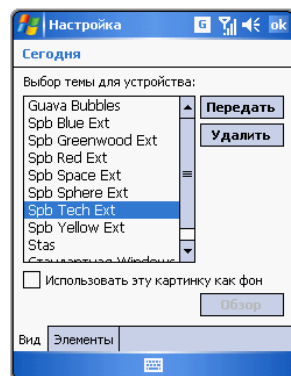 Настройка G ok
Сегодня
Выбор темы для устройства:
Guava Bubbles
Spb Blue Ext
Spb Greenwood Ext
Spb Red Ext
Spb Space Ext
Spb Sphere Ext
Spb Tech Ext
Spb Yellow Ext
Stas
Стандартная Windows
Передать
Удалить
Использовать эту картинку как фон
Обзор
Вид Элементы